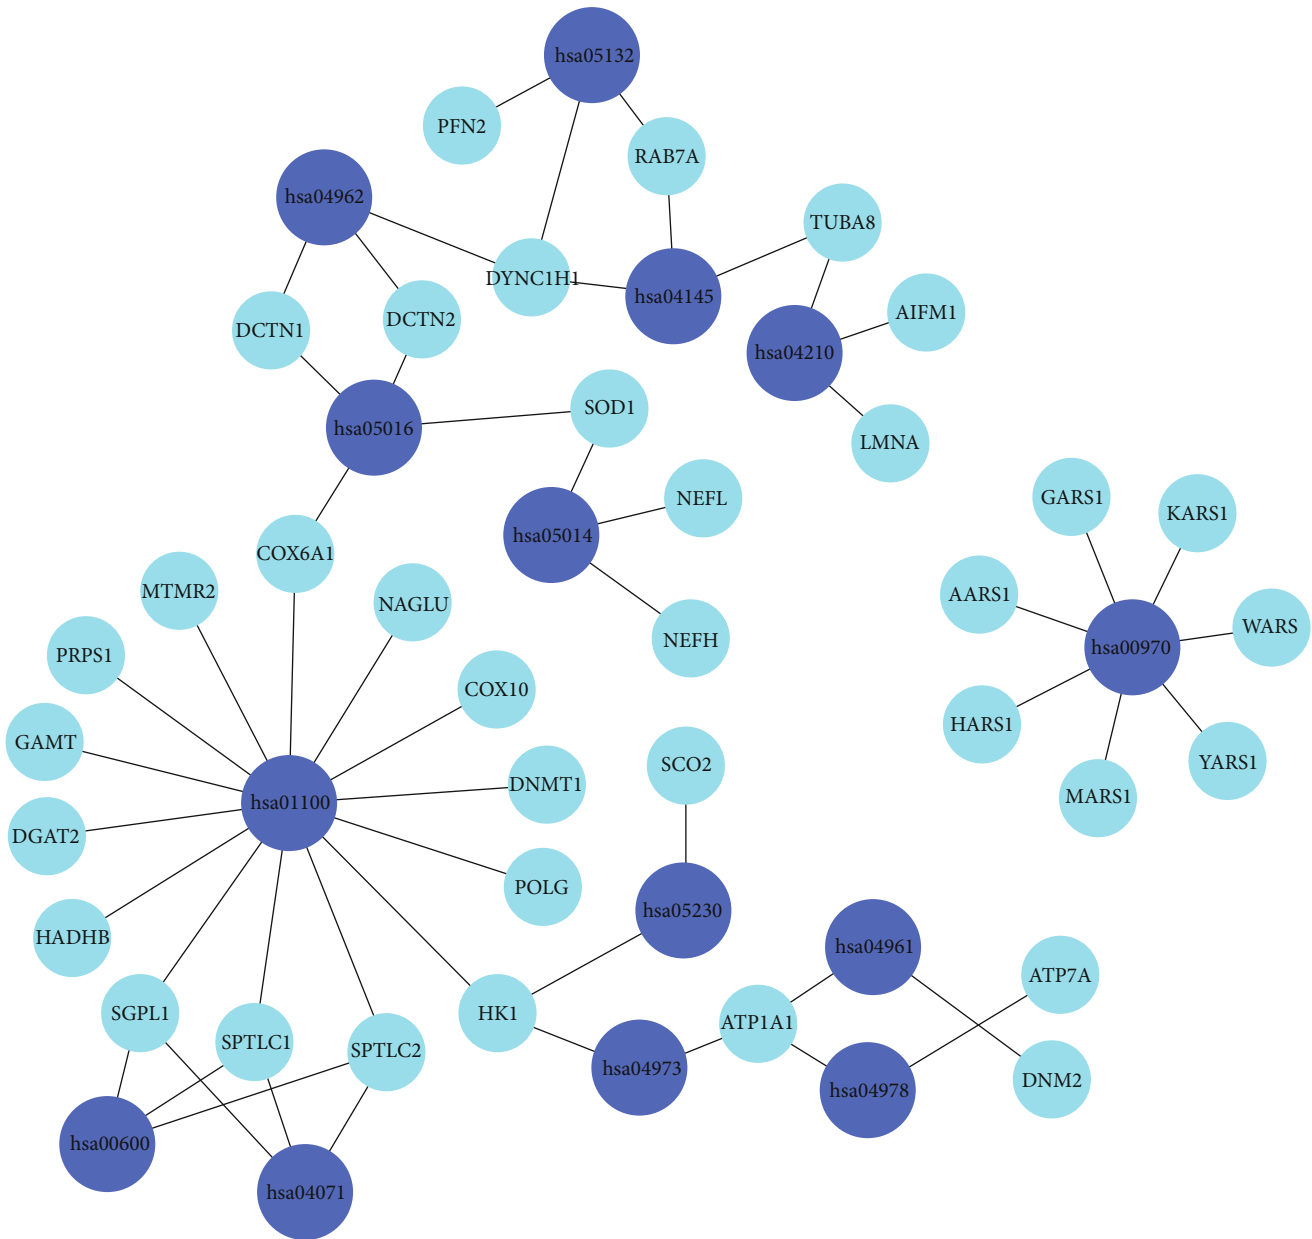 hsa05132
PFN2
RAB7A
hsa04962
TUBA8
DYNC1H1
hsa04145
AIFM1
DCTN1
DCTN2
hsa04210
SOD1
hsa05016
LMNA
NEFL
GARS1
KARS1
hsa05014
COX6A1
MTMR2
NAGLU
AARS1
WARS
NEFH
hsa00970
PRPS1
COX10
HARS1
GAMT
SCO2
YARS1
DNMT1
MARS1
hsa01100
DGAT2
POLG
hsa05230
HADHB
hsa04961
ATP7A
SGPL1
HK1
ATP1A1
SPTLC1
SPTLC2
hsa04973
DNM2
hsa04978
hsa00600
hsa04071